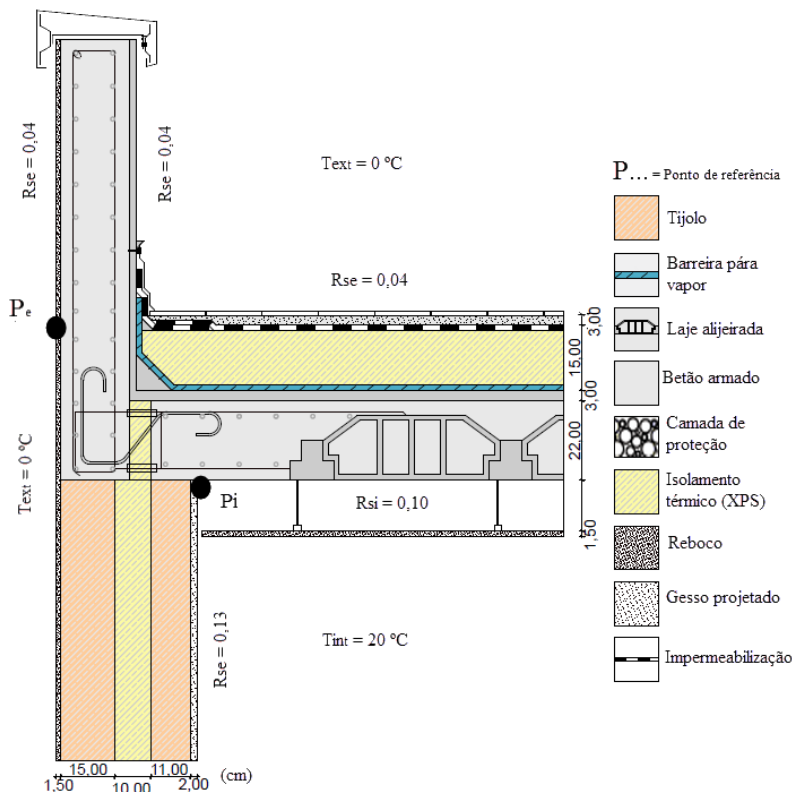 Rse = 0,04
Rse = 0,04
Text = 0 ºC
Rse = 0,04
Pe
3,00
15,00
3,00
22,00
1,50
Text = 0 ºC
Pi
Rsi = 0,10
Rse = 0,13
Tint = 20 ºC
15,00
11,00
(cm)
1,50
10,00
2,00
P... = Ponto de referência
Tijolo
Barreira pára
vapor
Laje alijeirada
Betão armado
Camada de
proteção
Isolamento
térmico (XPS)
Reboco
Gesso projetado
Impermeabilização